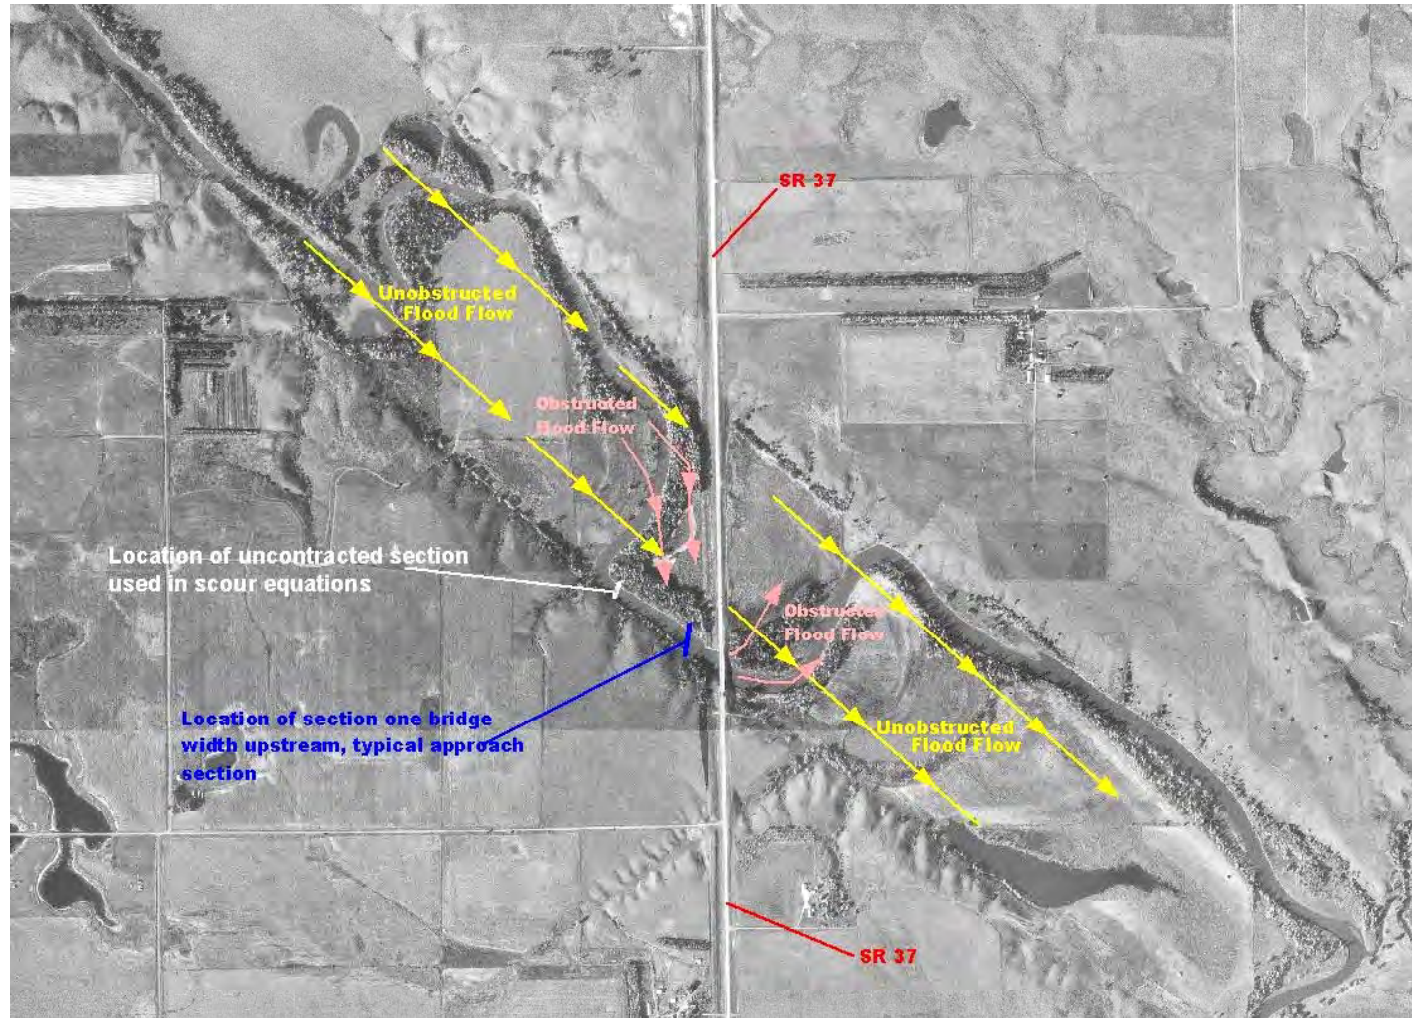 SR 37
Unobstructed
Flood Flow
Obstructed
Flood Flow
Location of uncontracted section
used in scour equations
Obstructed
Flood Flow
Location of section one bridge
width upstream, typical approach
section
Unobstructed
Flood Flow
SR 37